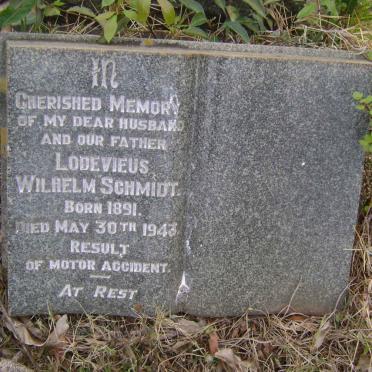 In
Cherished Memory
of my dear husband
and our father
Lodevieus
Wilhelm Schmidt.
Born 1891.
Died May 30th 1943
Result
of motor accident.
At Rest